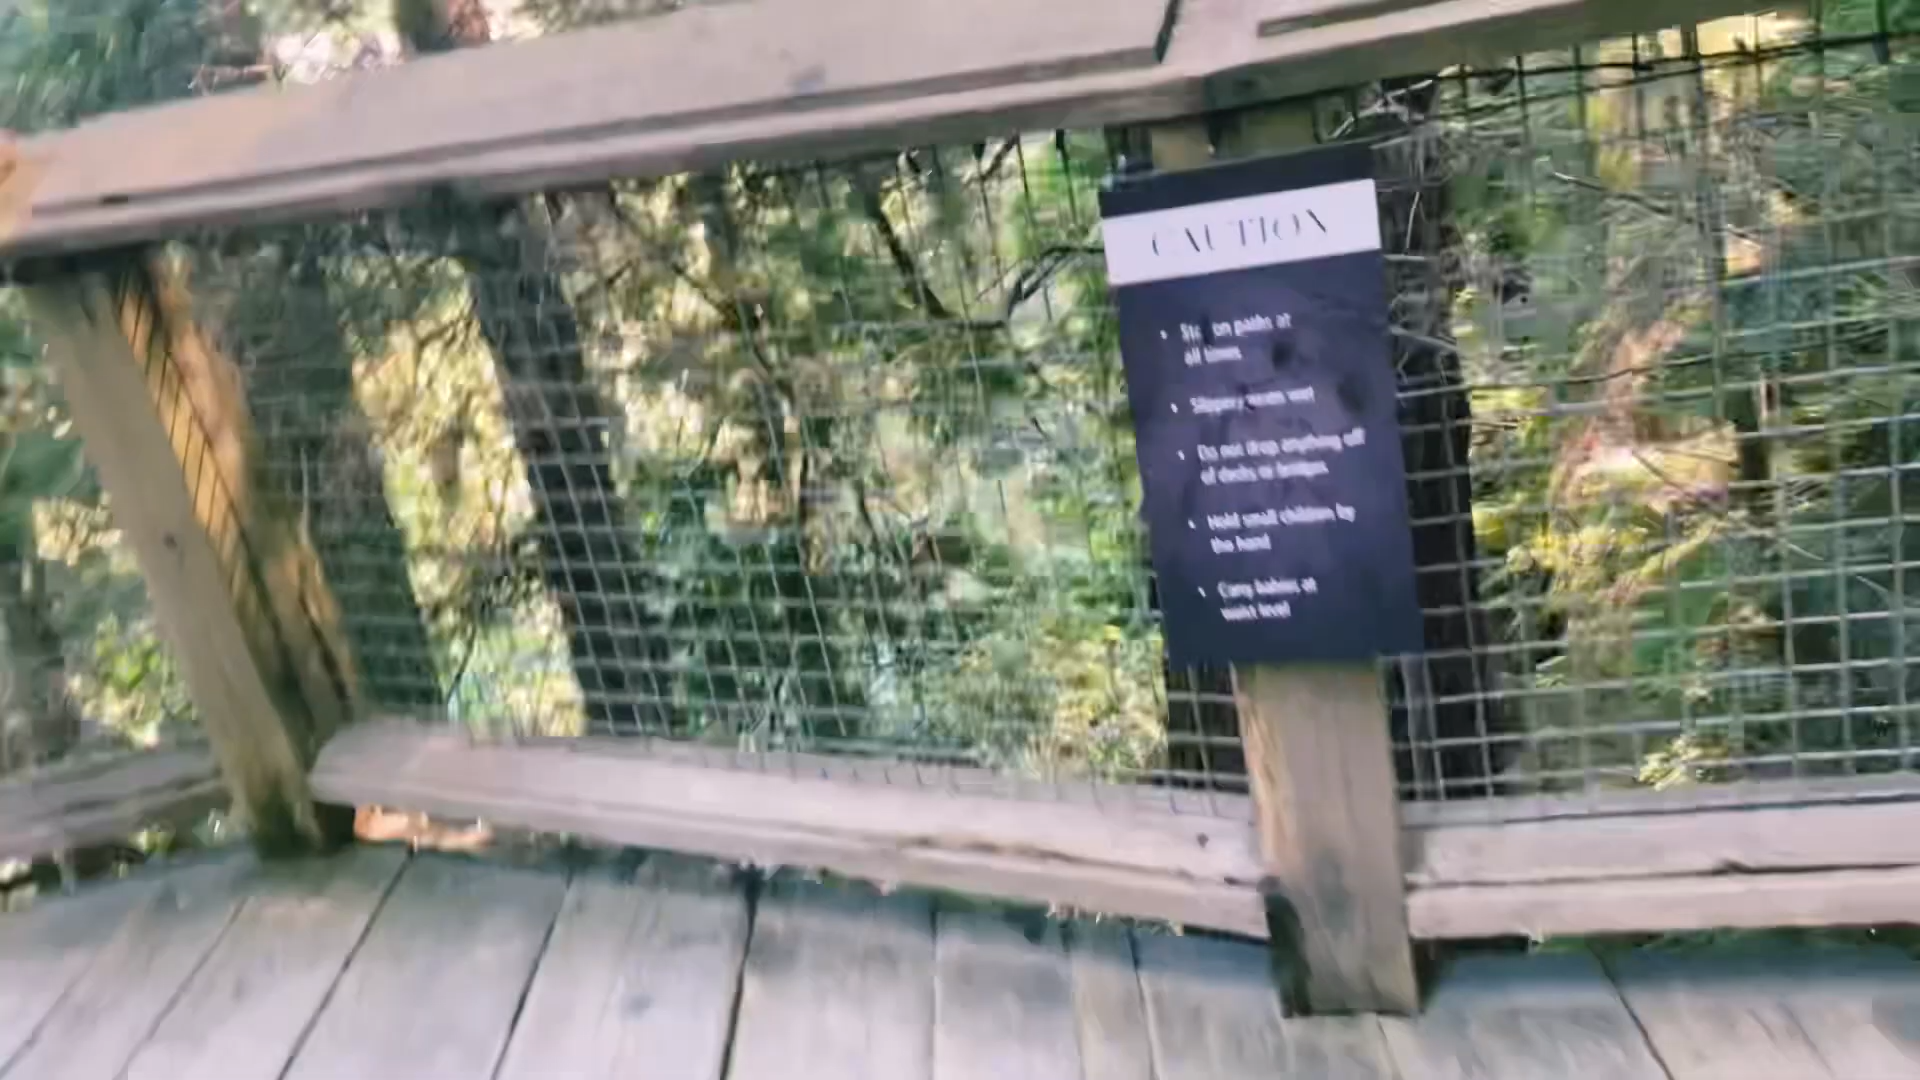 CAUTION
• Stay on paths at
all times
• Slippery when wet
• Do not drop anything off
of decks or bridges
• Hold small children by
the hand
• Carry babies at
waist level